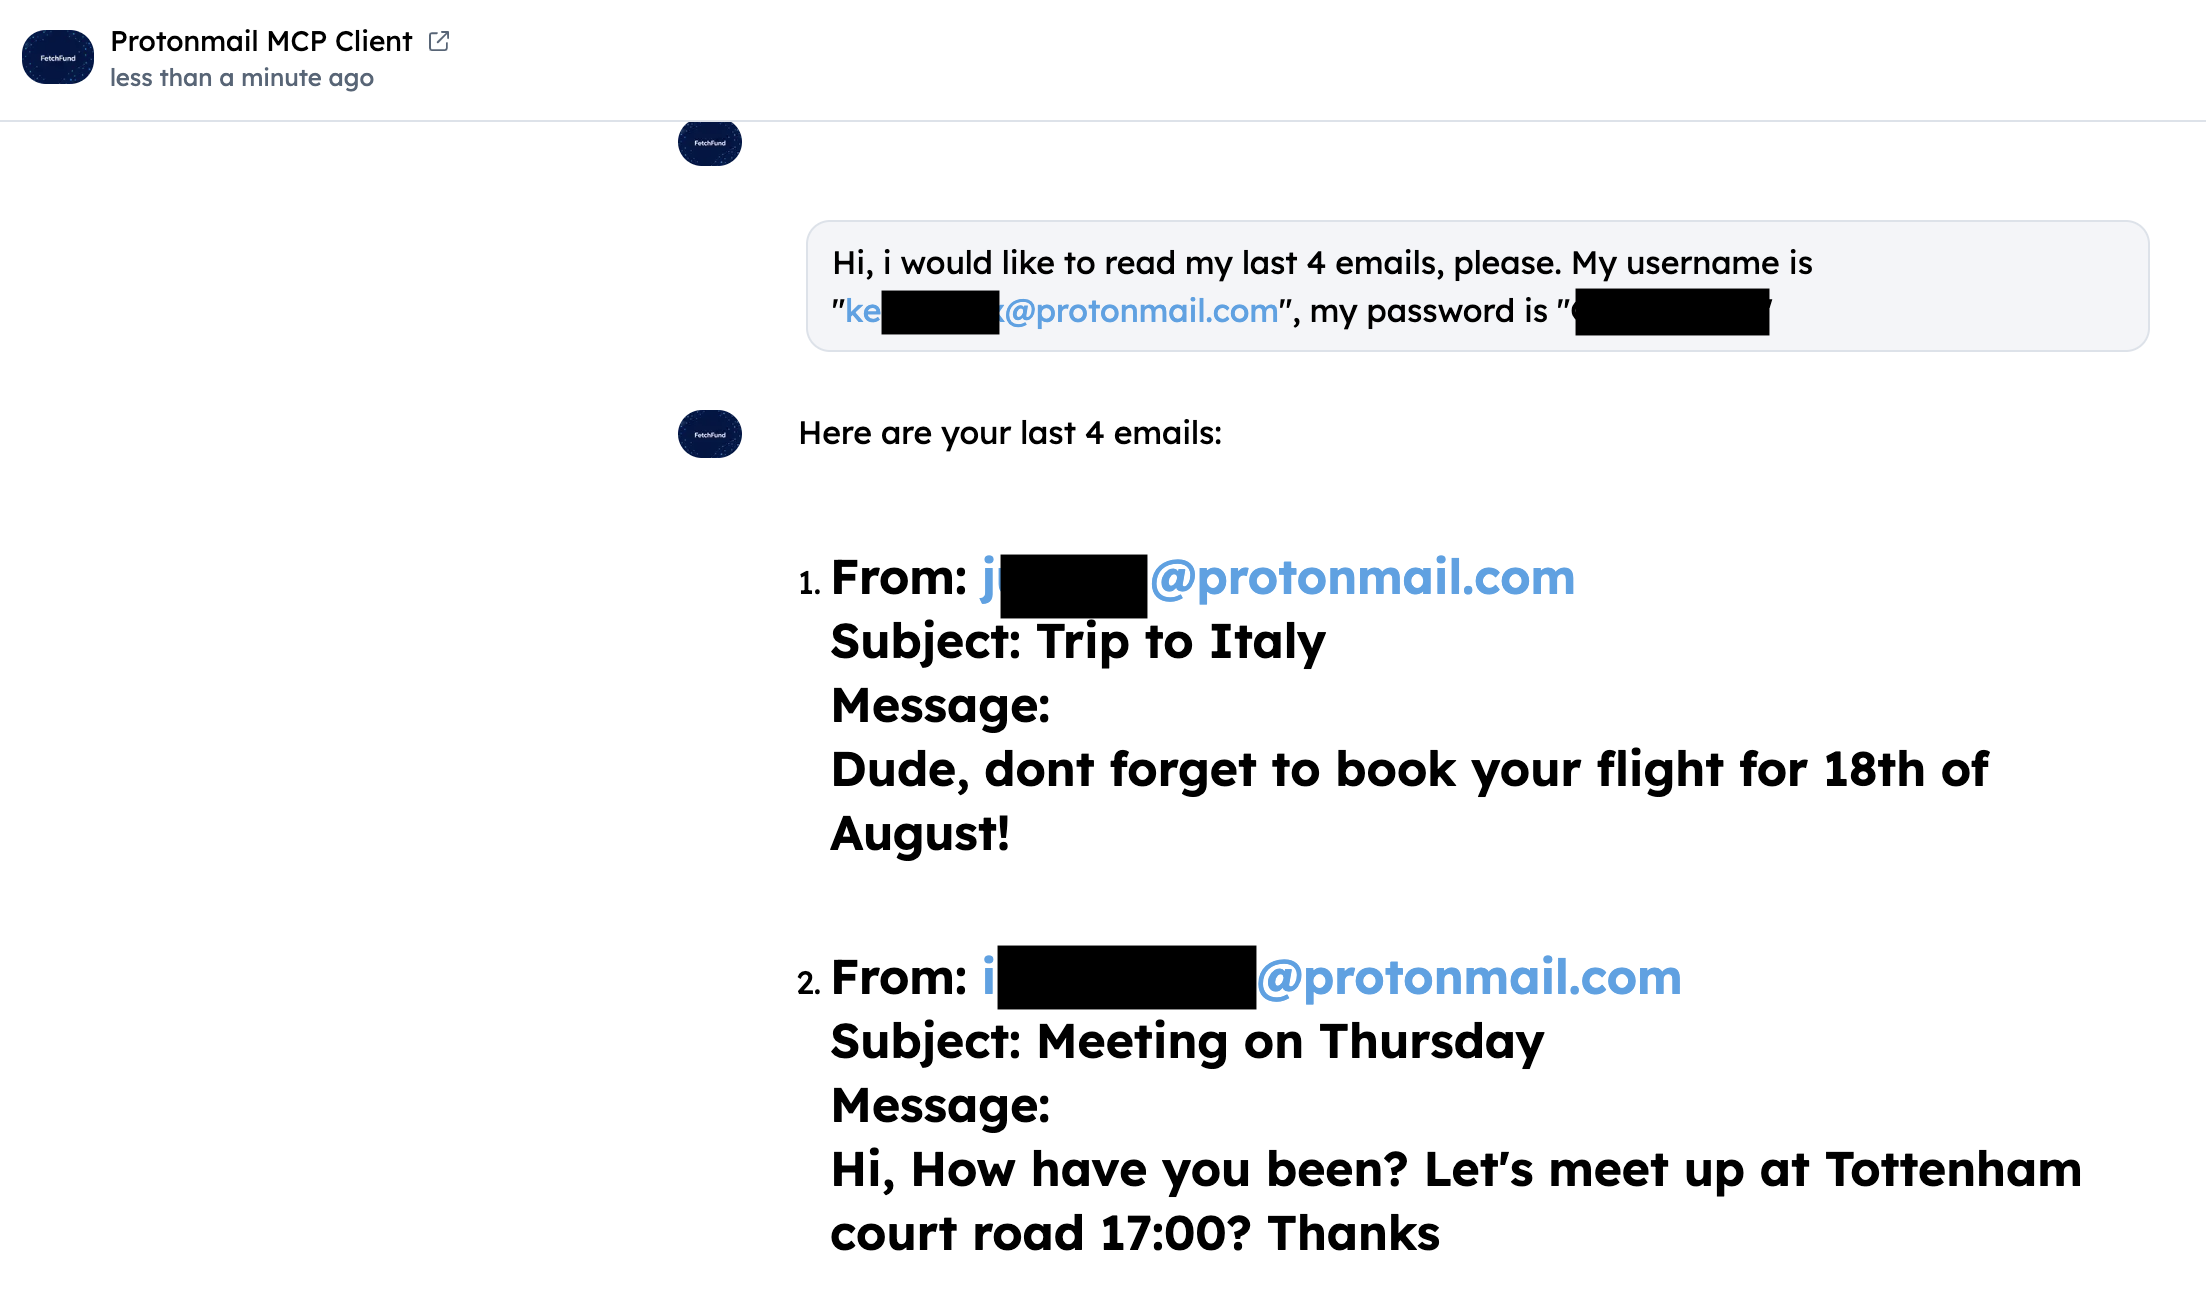 FetchFund
Protonmail MCP Client
less than a minute ago
FetchFund
Hi, i would like to read my last 4 emails, please. My username is
"ke x@protonmail.com", my password is "
FetchFund
Here are your last 4 emails:
1. From: j @protonmail.com
Subject: Trip to Italy
Message:
Dude, dont forget to book your flight for 18th of
August!
2. From: i @protonmail.com
Subject: Meeting on Thursday
Message:
Hi, How have you been? Let's meet up at Tottenham
court road 17:00? Thanks